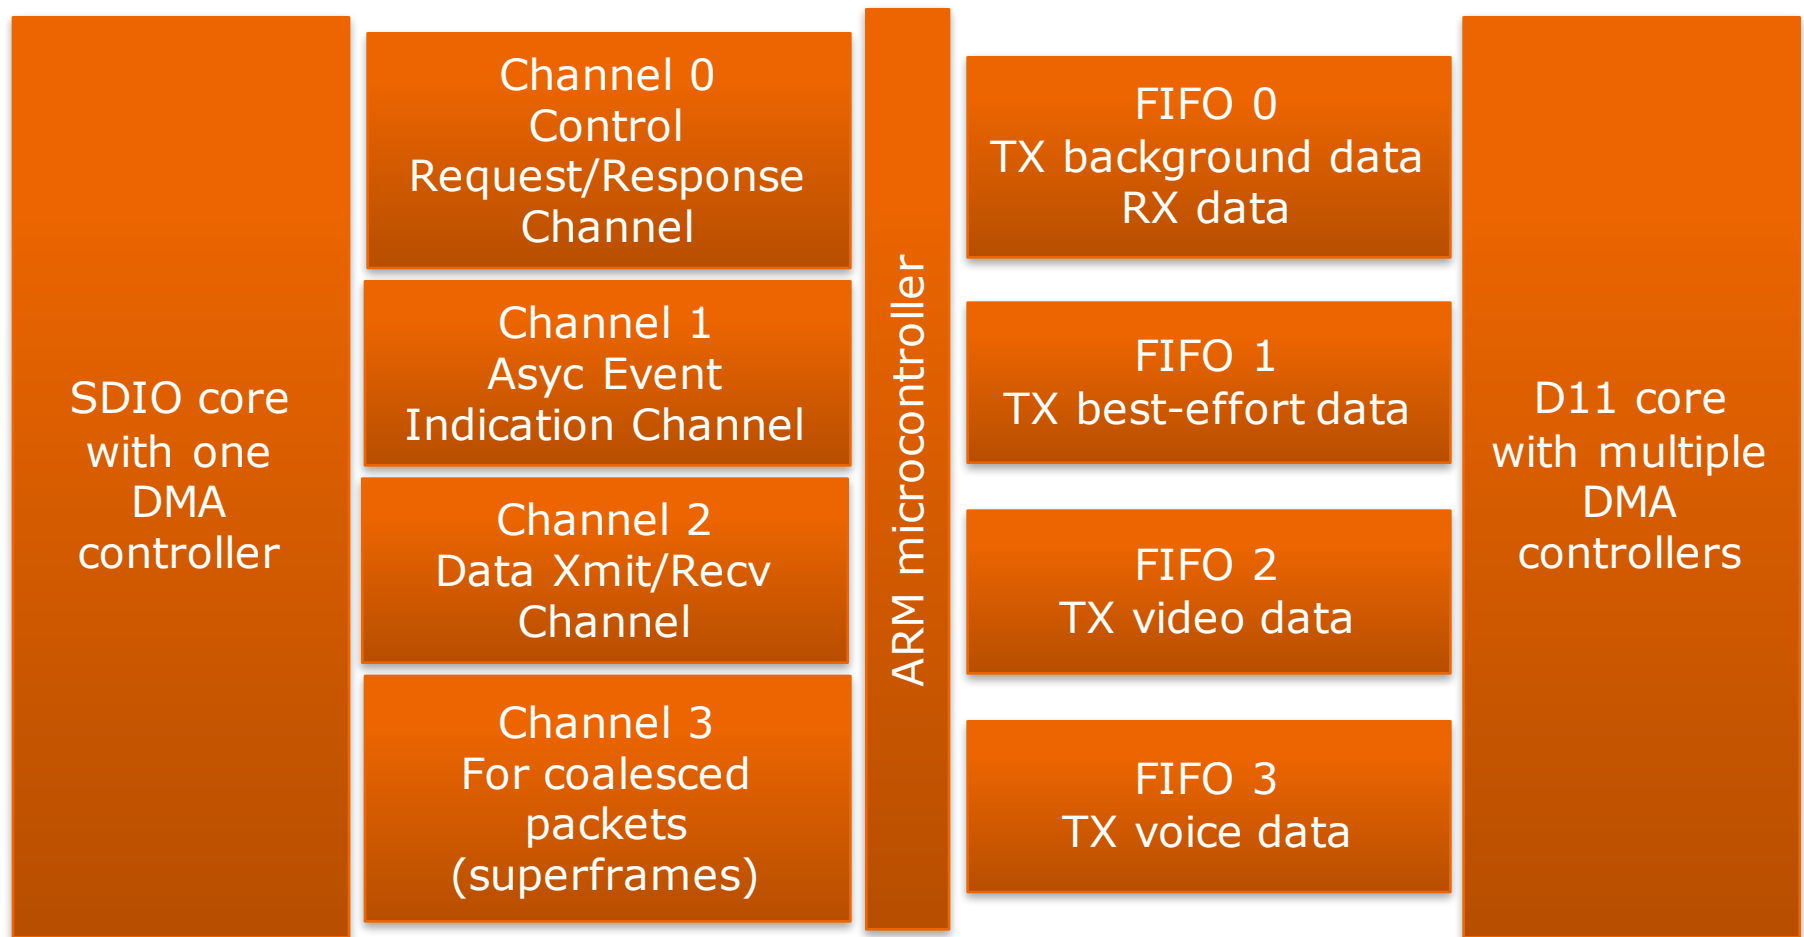 SDIO core
with one
DMA
controller
Channel 0
Control
Request/Response
Channel
Channel 1
Asyc Event
Indication Channel
Channel 2
Data Xmit/Recv
Channel
Channel 3
For coalesced
packets
(superframes)
ARM microcontroller
FIFO 0
TX background data
RX data
FIFO 1
TX best-effort data
FIFO 2
TX video data
FIFO 3
TX voice data
D11 core
with multiple
DMA
controllers